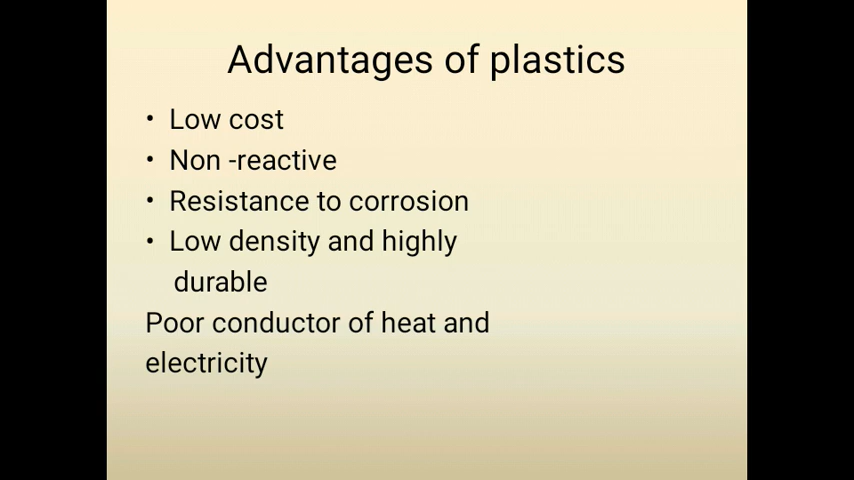 Advantages of plastics
• Low cost
• Non -reactive
• Resistance to corrosion
• Low density and highly
durable
Poor conductor of heat and
electricity